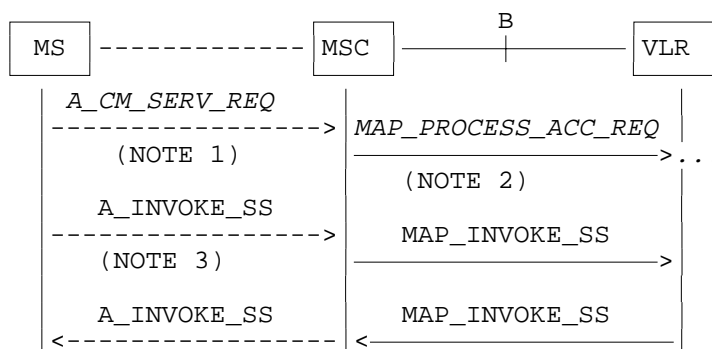 B
MS MSC VLR
A_CM_SERV_REQ
MAP_PROCESS_ACC_REQ
(NOTE 1)
..
(NOTE 2)
A_INVOKE_SS
MAP_INVOKE_SS
(NOTE 3)
A_INVOKE_SS MAP_INVOKE_SS